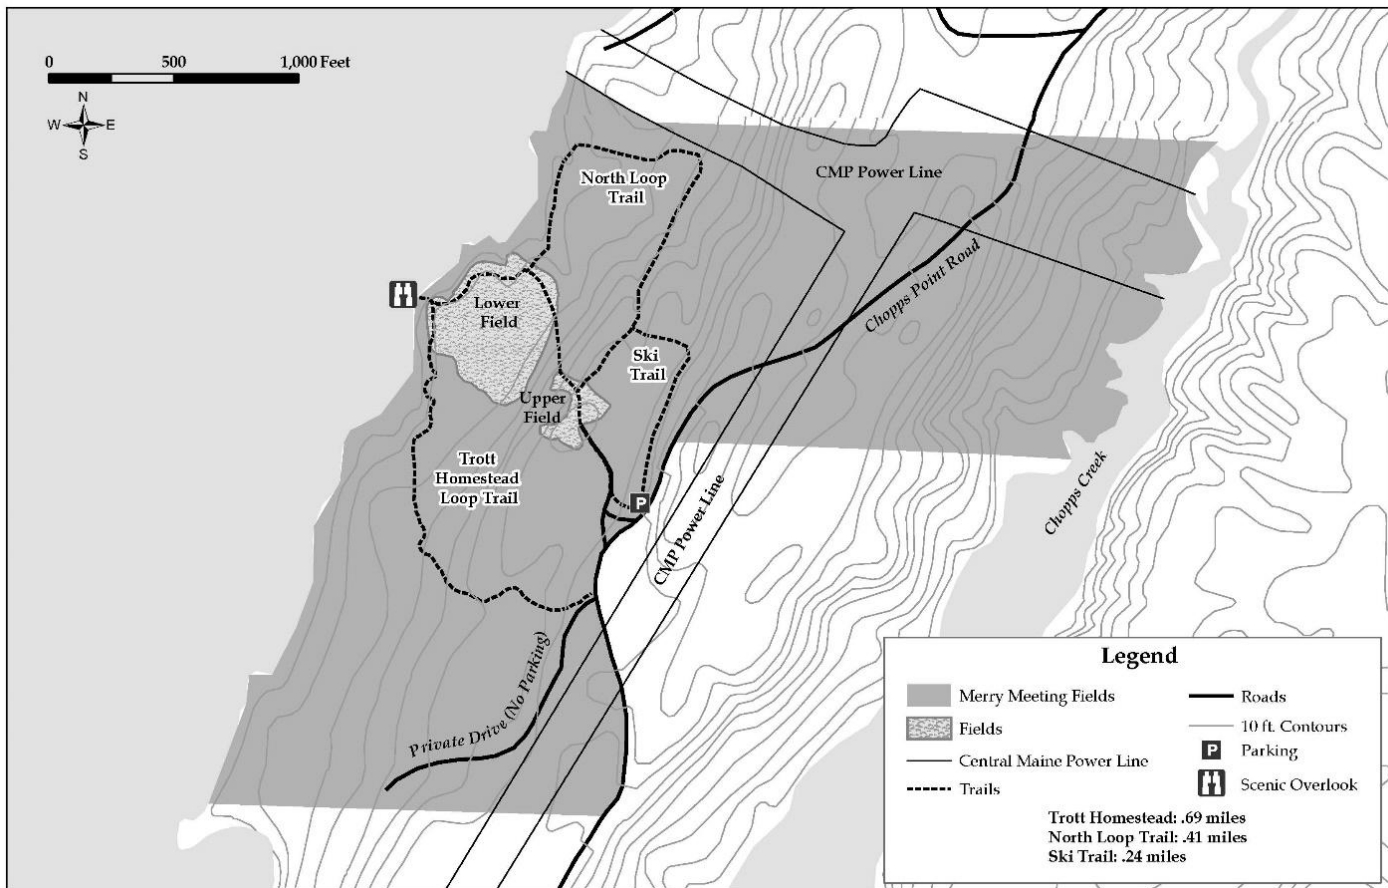 0 500 1,000 Feet
N
W E
S
CMP Power Line
North Loop
Trail
Chopps Point Road
Lower
Field
Ski
Trail
Upper
Field
Trott
Homestead
Loop Trail
P
CMP Power Line
Chopps Creek
Private Drive (No Parking)
Legend
Merry Meeting Fields
Fields
Central Maine Power Line
Trails
Roads
10 ft. Contours
P Parking
Scenic Overlook
Trott Homestead: .69 miles
North Loop Trail: .41 miles
Ski Trail: .24 miles